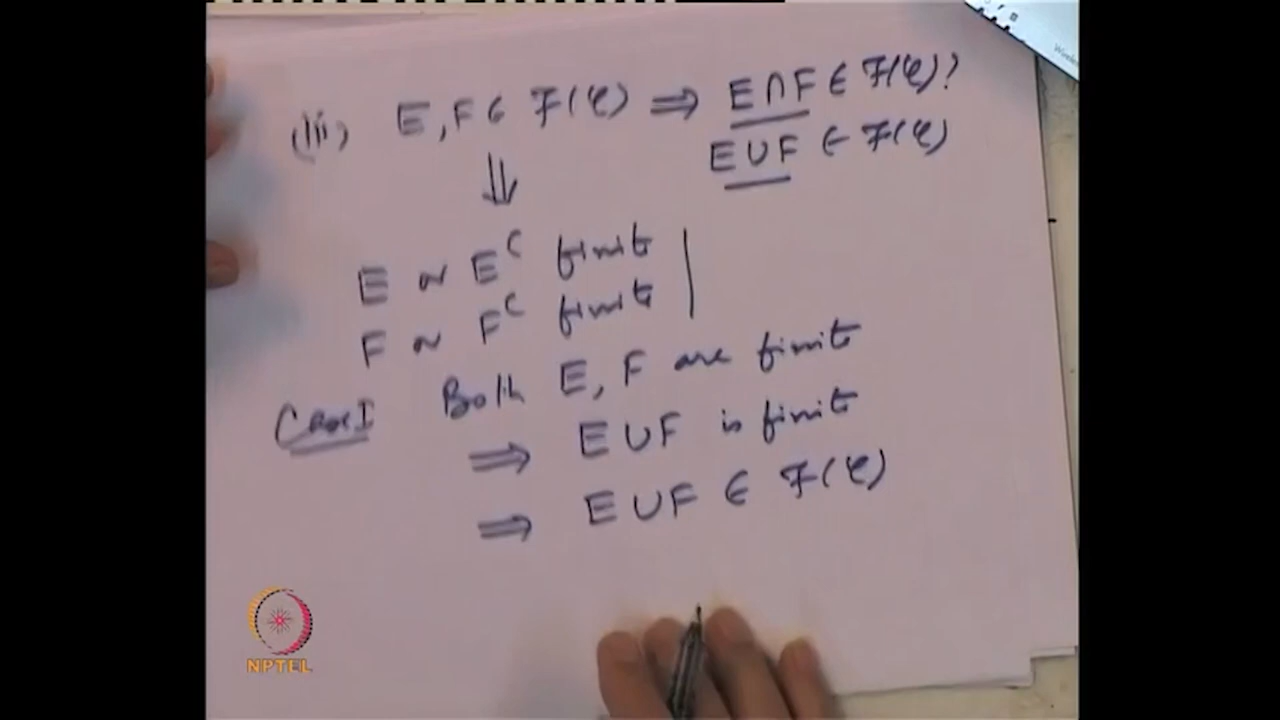 (iii) E, F ∈ F(C) ⇒ E ∩ F ∈ F(C)?
E ∪ F ∈ F(C)
⇓
E or E^C finite
F or F^C finite
Case I Both E, F are finite
⇒ E ∪ F is finite
⇒ E ∪ F ∈ F(C)
NPTEL